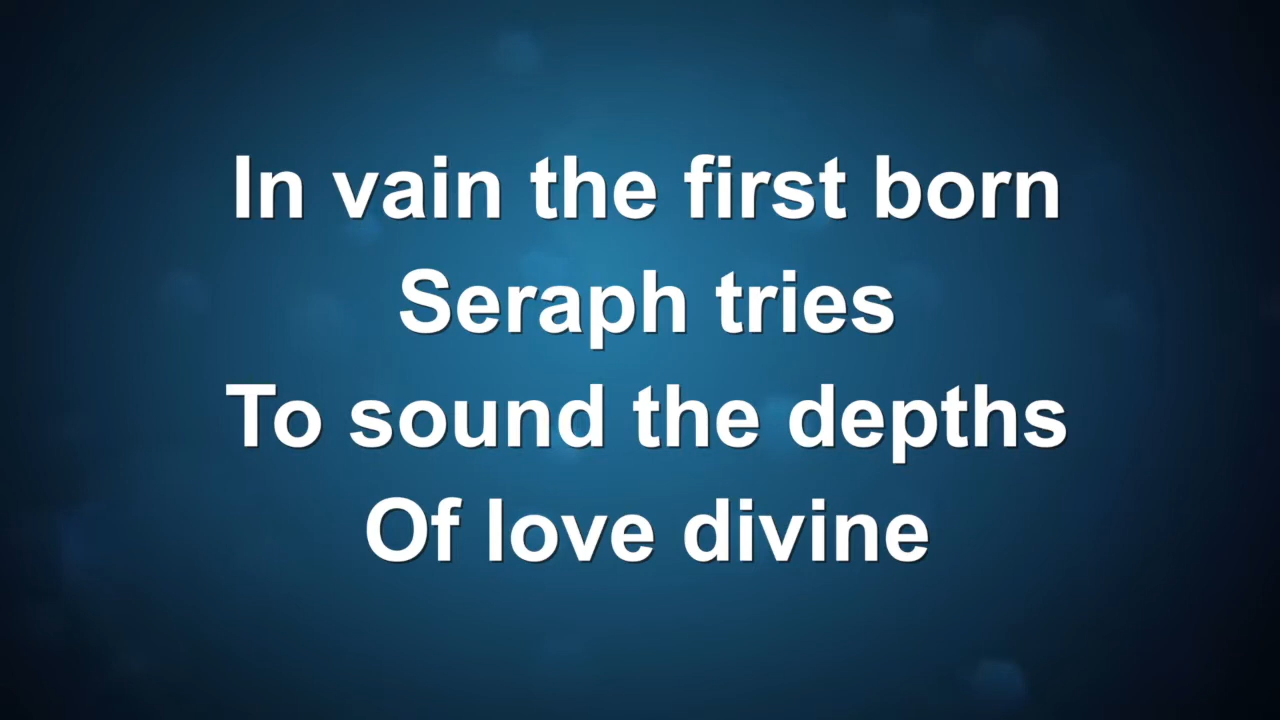 In vain the first born
Seraph tries
To sound the depths
Of love divine